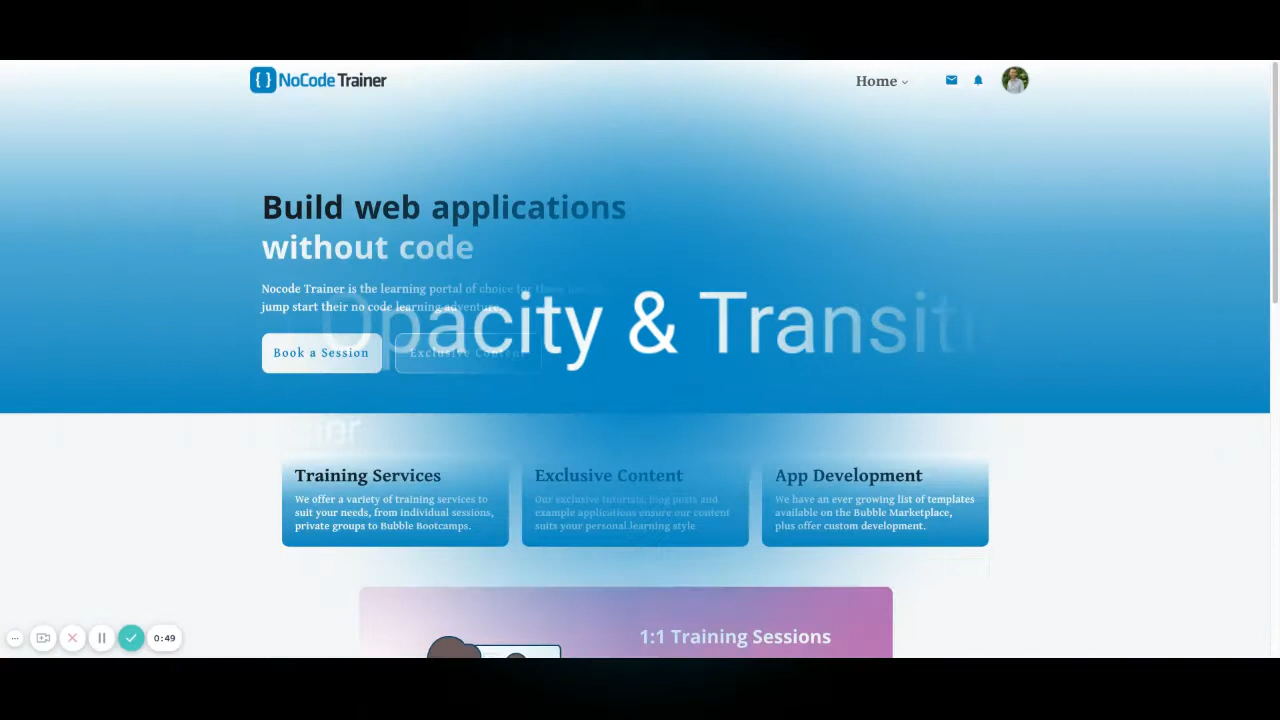 NoCode Trainer
Home
Build web applications
without code
Nocode Trainer is the learning portal of choice for those
jump start their no code learning adventure.
Opacity & Transiti
Book a Session
Exclusive Content
Training Services
Exclusive Content
App Development
We offer a variety of training services to
suit your needs, from individual sessions,
private groups to Bubble Bootcamps.
Our exclusive tutorials, blog posts and
example applications ensure our content
suits your personal learning style
We have an ever growing list of templates
available on the Bubble Marketplace,
plus offer custom development.
1:1 Training Sessions
0:49